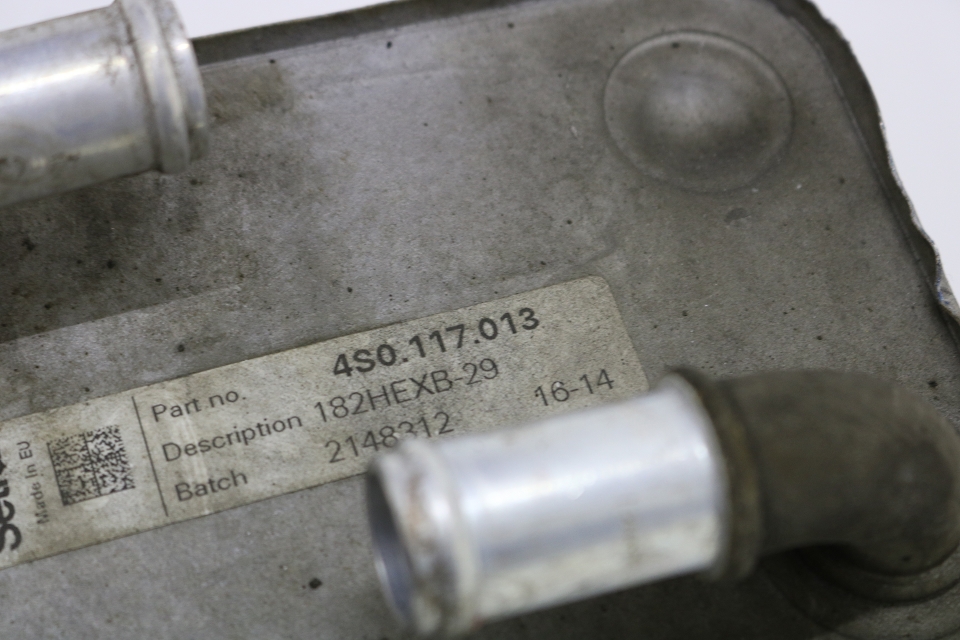 Made In EU
Part no. 4S0.117.013
Description 182HEXB-29
Batch 2148312 16-14